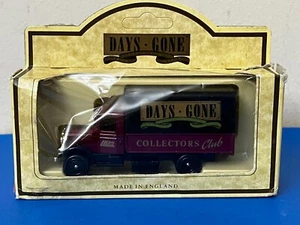 DAYS-GONE
DAYS-GONE
COLLECTORS Club
MADE IN ENGLAND